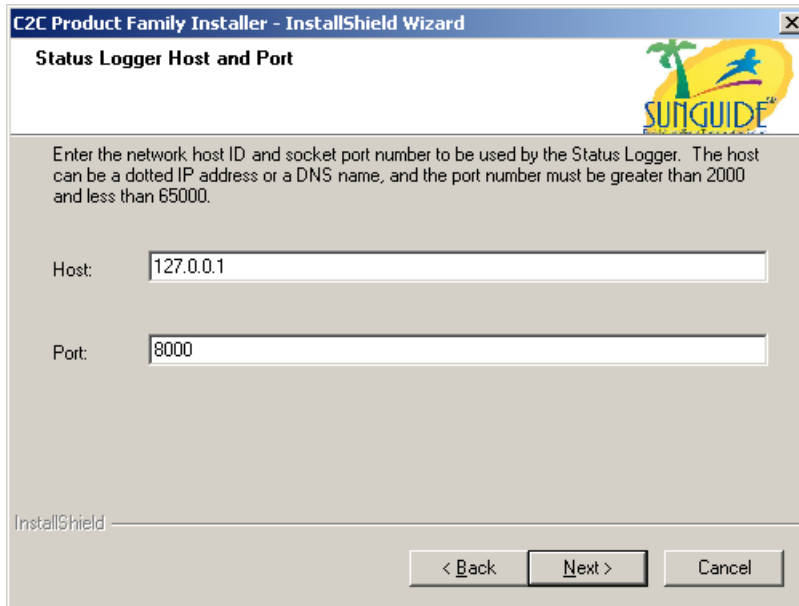 C2C Product Family Installer - InstallShield Wizard
Status Logger Host and Port
SUNGUIDE
SM
Enter the network host ID and socket port number to be used by the Status Logger. The host
can be a dotted IP address or a DNS name, and the port number must be greater than 2000
and less than 65000.
Host: 127.0.0.1
Port: 8000
InstallShield
< Back Next > Cancel